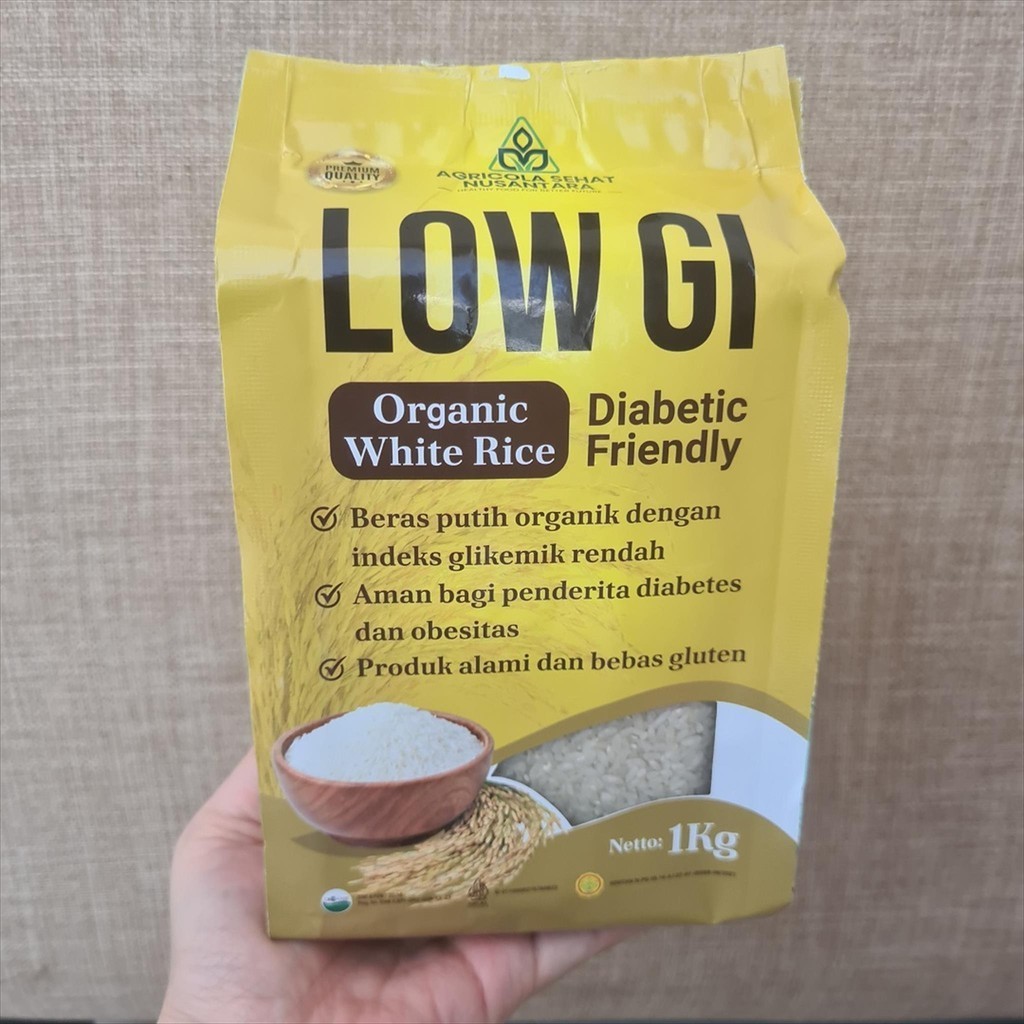 PREMIUM
QUALITY
AGRICOLA SEHAT
NUSANTARA
LOW GI
Organic
White Rice
Diabetic
Friendly
Beras putih organik dengan
indeks glikemik rendah
Aman bagi penderita diabetes
dan obesitas
Produk alami dan bebas gluten
Netto: 1Kg